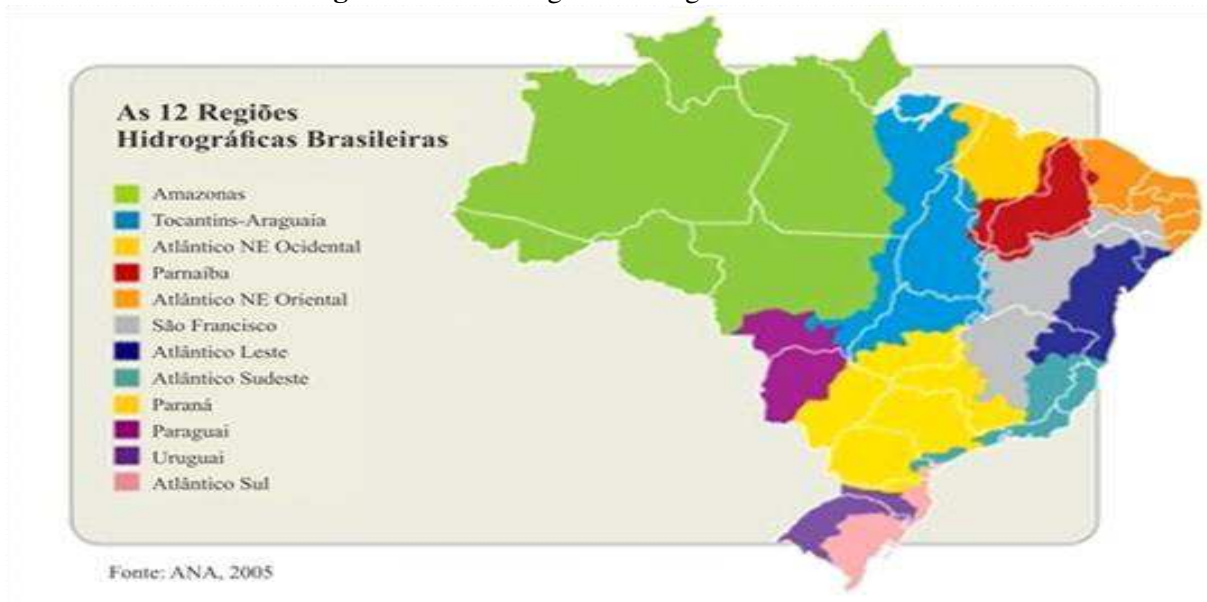 As 12 Regiões
Hidrográficas Brasileiras
Amazonas
Tocantins-Araguaia
Atlântico NE Ocidental
Parnaíba
Atlântico NE Oriental
São Francisco
Atlântico Leste
Atlântico Sudeste
Paraná
Paraguai
Uruguai
Atlântico Sul
Fonte: ANA, 2005